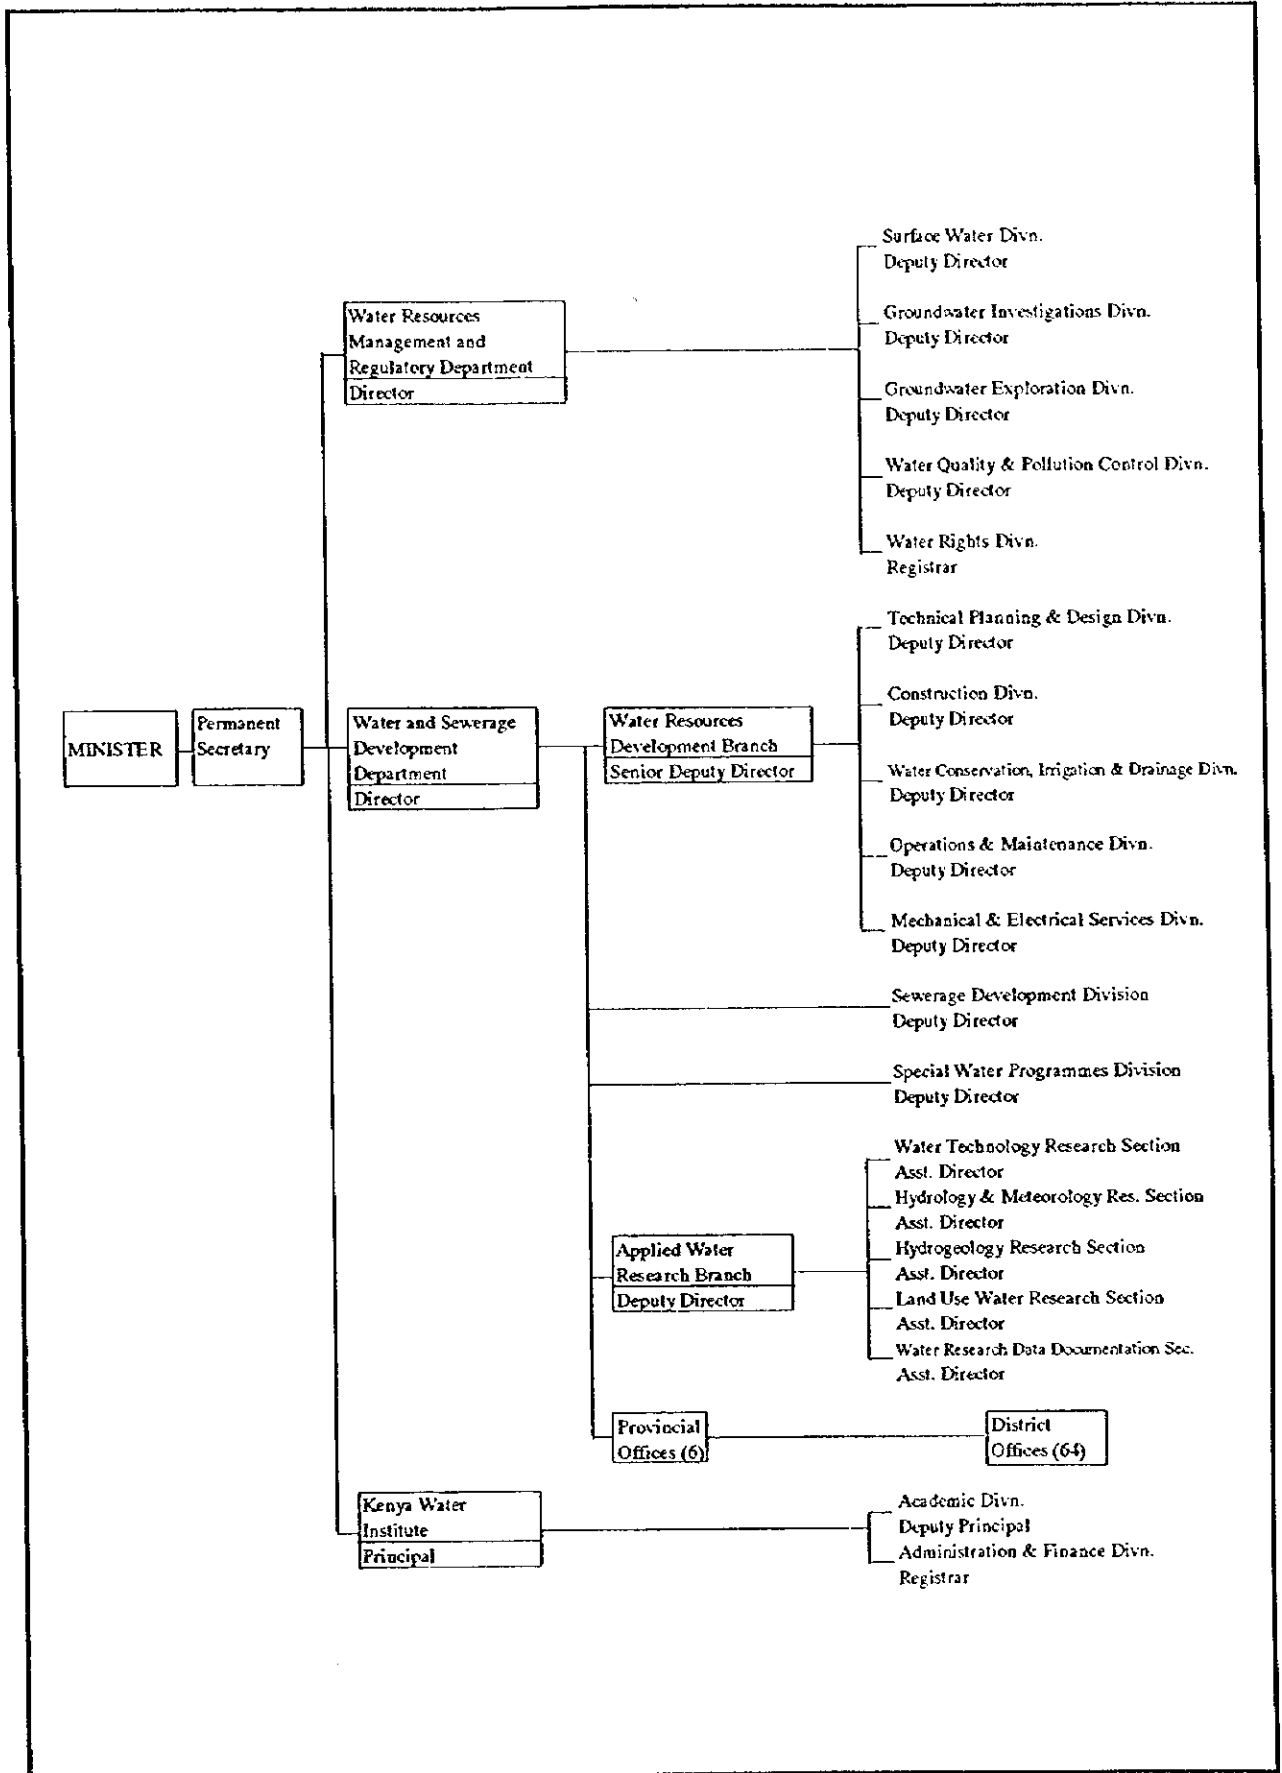 Surface Water Divn.
Deputy Director
Water Resources
Management and
Regulatory Department
Director
Groundwater Investigations Divn.
Deputy Director
Groundwater Exploration Divn.
Deputy Director
Water Quality & Pollution Control Divn.
Deputy Director
Water Rights Divn.
Registrar
MINISTER
Permanent
Secretary
Water and Sewerage
Development
Department
Director
Water Resources
Development Branch
Senior Deputy Director
Technical Planning & Design Divn.
Deputy Director
Construction Divn.
Deputy Director
Water Conservation, Irrigation & Drainage Divn.
Deputy Director
Operations & Maintenance Divn.
Deputy Director
Mechanical & Electrical Services Divn.
Deputy Director
Sewerage Development Division
Deputy Director
Special Water Programmes Division
Deputy Director
Applied Water
Research Branch
Deputy Director
Water Technology Research Section
Asst. Director
Hydrology & Meteorology Res. Section
Asst. Director
Hydrogeology Research Section
Asst. Director
Land Use Water Research Section
Asst. Director
Water Research Data Documentation Sec.
Asst. Director
Provincial
Offices (6)
District
Offices (64)
Kenya Water
Institute
Principal
Academic Divn.
Deputy Principal
Administration & Finance Divn.
Registrar